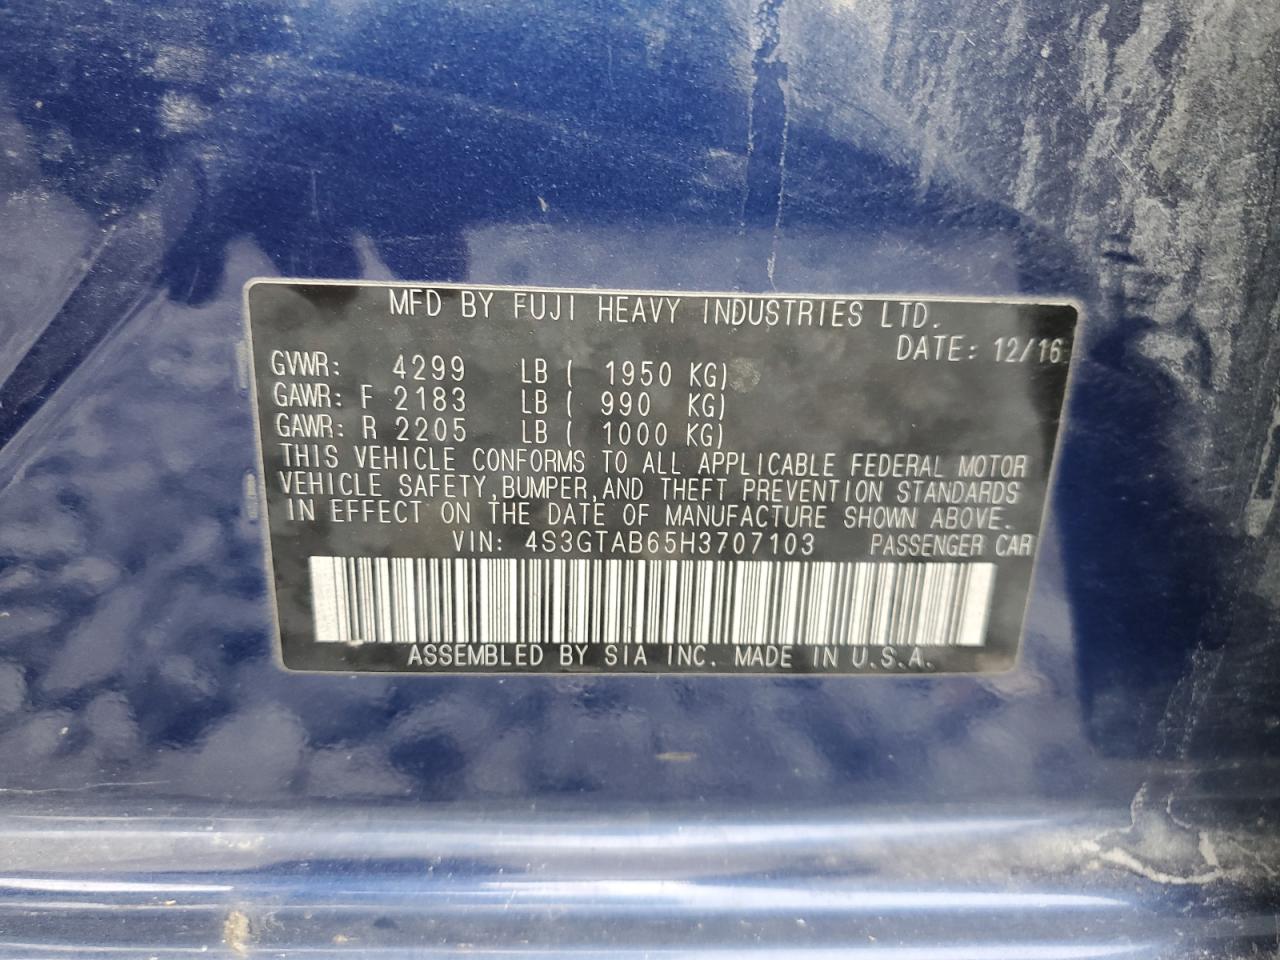 MFD BY FUJI HEAVY INDUSTRIES LTD.
DATE: 12/16
GVWR: 4299 LB ( 1950 KG)
GAWR: F 2183 LB ( 990 KG)
GAWR: R 2205 LB ( 1000 KG)
THIS VEHICLE CONFORMS TO ALL APPLICABLE FEDERAL MOTOR
VEHICLE SAFETY, BUMPER, AND THEFT PREVENTION STANDARDS
IN EFFECT ON THE DATE OF MANUFACTURE SHOWN ABOVE.
VIN: 4S3GTAB65H3707103 PASSENGER CAR
ASSEMBLED BY SIA INC. MADE IN U.S.A.